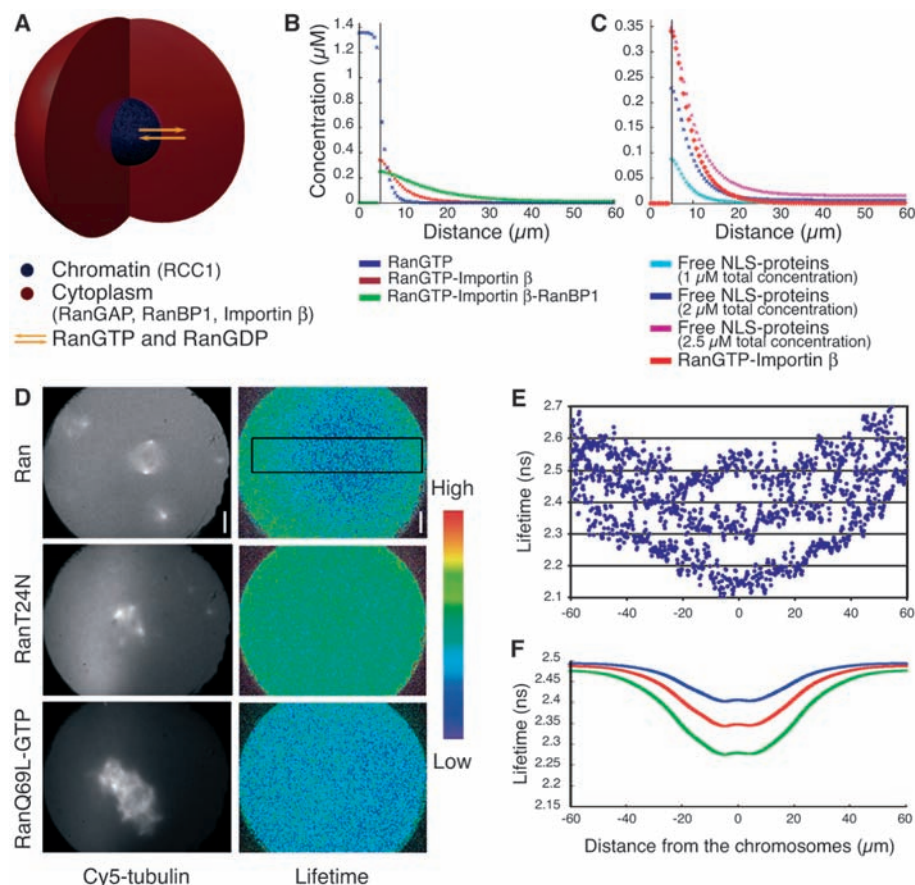 A
Chromatin (RCC1)
Cytoplasm
(RanGAP, RanBP1, Importin β)
RanGTP and RanGDP
B
Concentration (µM)
1.4
1.2
1
0.8
0.6
0.4
0.2
0
0 10 20 30 40 50 60
Distance (µm)
RanGTP
RanGTP-Importin β
RanGTP-Importin β-RanBP1
C
0.35
0.3
0.25
0.2
0.15
0.1
0.05
0
0 10 20 30 40 50 60
Distance (µm)
Free NLS-proteins
(1 µM total concentration)
Free NLS-proteins
(2 µM total concentration)
Free NLS-proteins
(2.5 µM total concentration)
RanGTP-Importin β
D
Ran
RanT24N
RanQ69L-GTP
Cy5-tubulin
Lifetime
High
Low
E
Lifetime (ns)
2.7
2.6
2.5
2.4
2.3
2.2
2.1
-60 -40 -20 0 20 40 60
F
Lifetime (ns)
2.5
2.45
2.4
2.35
2.3
2.25
2.2
2.15
-60 -40 -20 0 20 40 60
Distance from the chromosomes (µm)